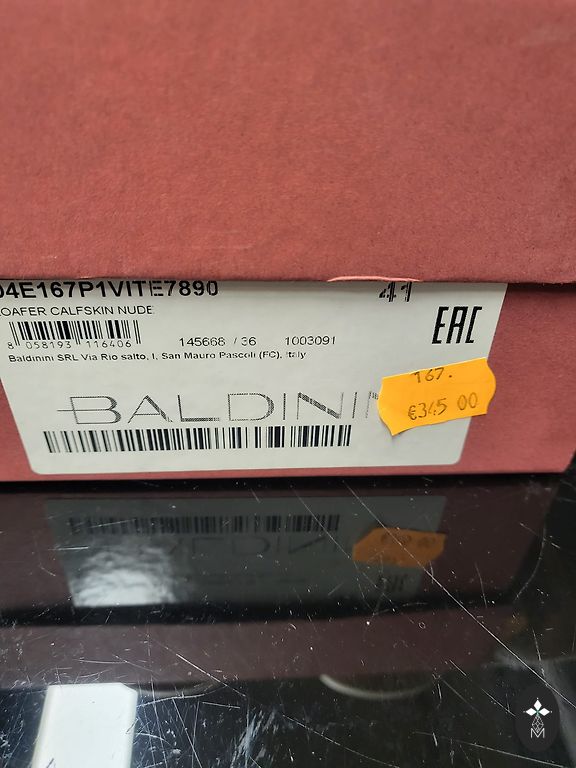 04E167P1VITE7890 41
LOAFER CALFSKIN NUDE
8 058193 116406 145668 / 36 1003091
EAC
Baldinini SRL Via Rio salto, I, San Mauro Pascoli (FC), Italy
BALDININ
167.
€345 00
M